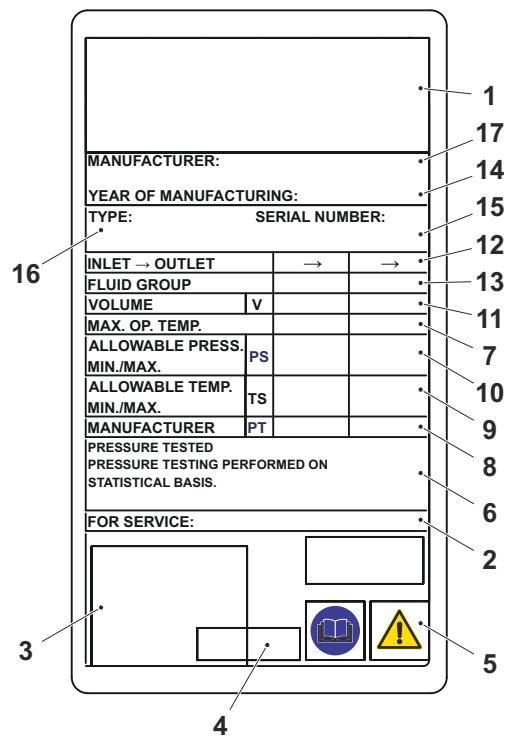 1
MANUFACTURER:
17
YEAR OF MANUFACTURING:
14
TYPE: SERIAL NUMBER:
15
16
INLET → OUTLET → →
12
FLUID GROUP
13
VOLUME V
11
MAX. OP. TEMP.
7
ALLOWABLE PRESS.
MIN./MAX.
PS
10
ALLOWABLE TEMP.
MIN./MAX.
TS
9
MANUFACTURER PT
8
PRESSURE TESTED
PRESSURE TESTING PERFORMED ON
STATISTICAL BASIS.
6
FOR SERVICE:
2
3
4
5